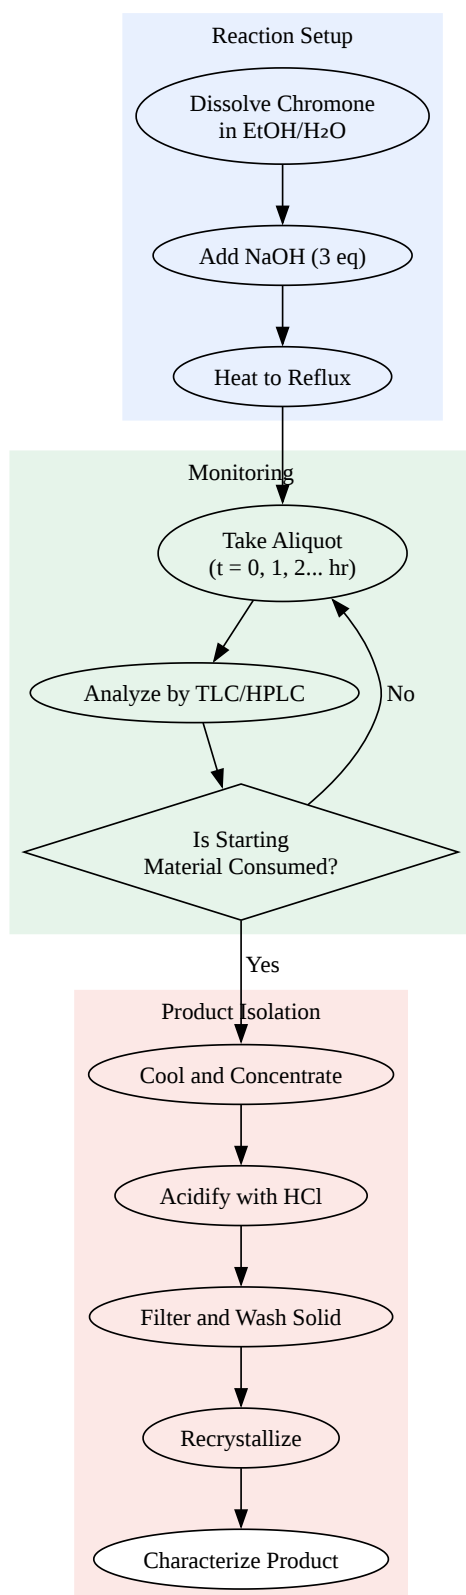 Reaction Setup
Dissolve Chromone
in EtOH/H₂O
Add NaOH (3 eq)
Heat to Reflux
Monitoring
Take Aliquot
(t = 0, 1, 2... hr)
Analyze by TLC/HPLC
No
Is Starting
Material Consumed?
Yes
Product Isolation
Cool and Concentrate
Acidify with HCl
Filter and Wash Solid
Recrystallize
Characterize Product